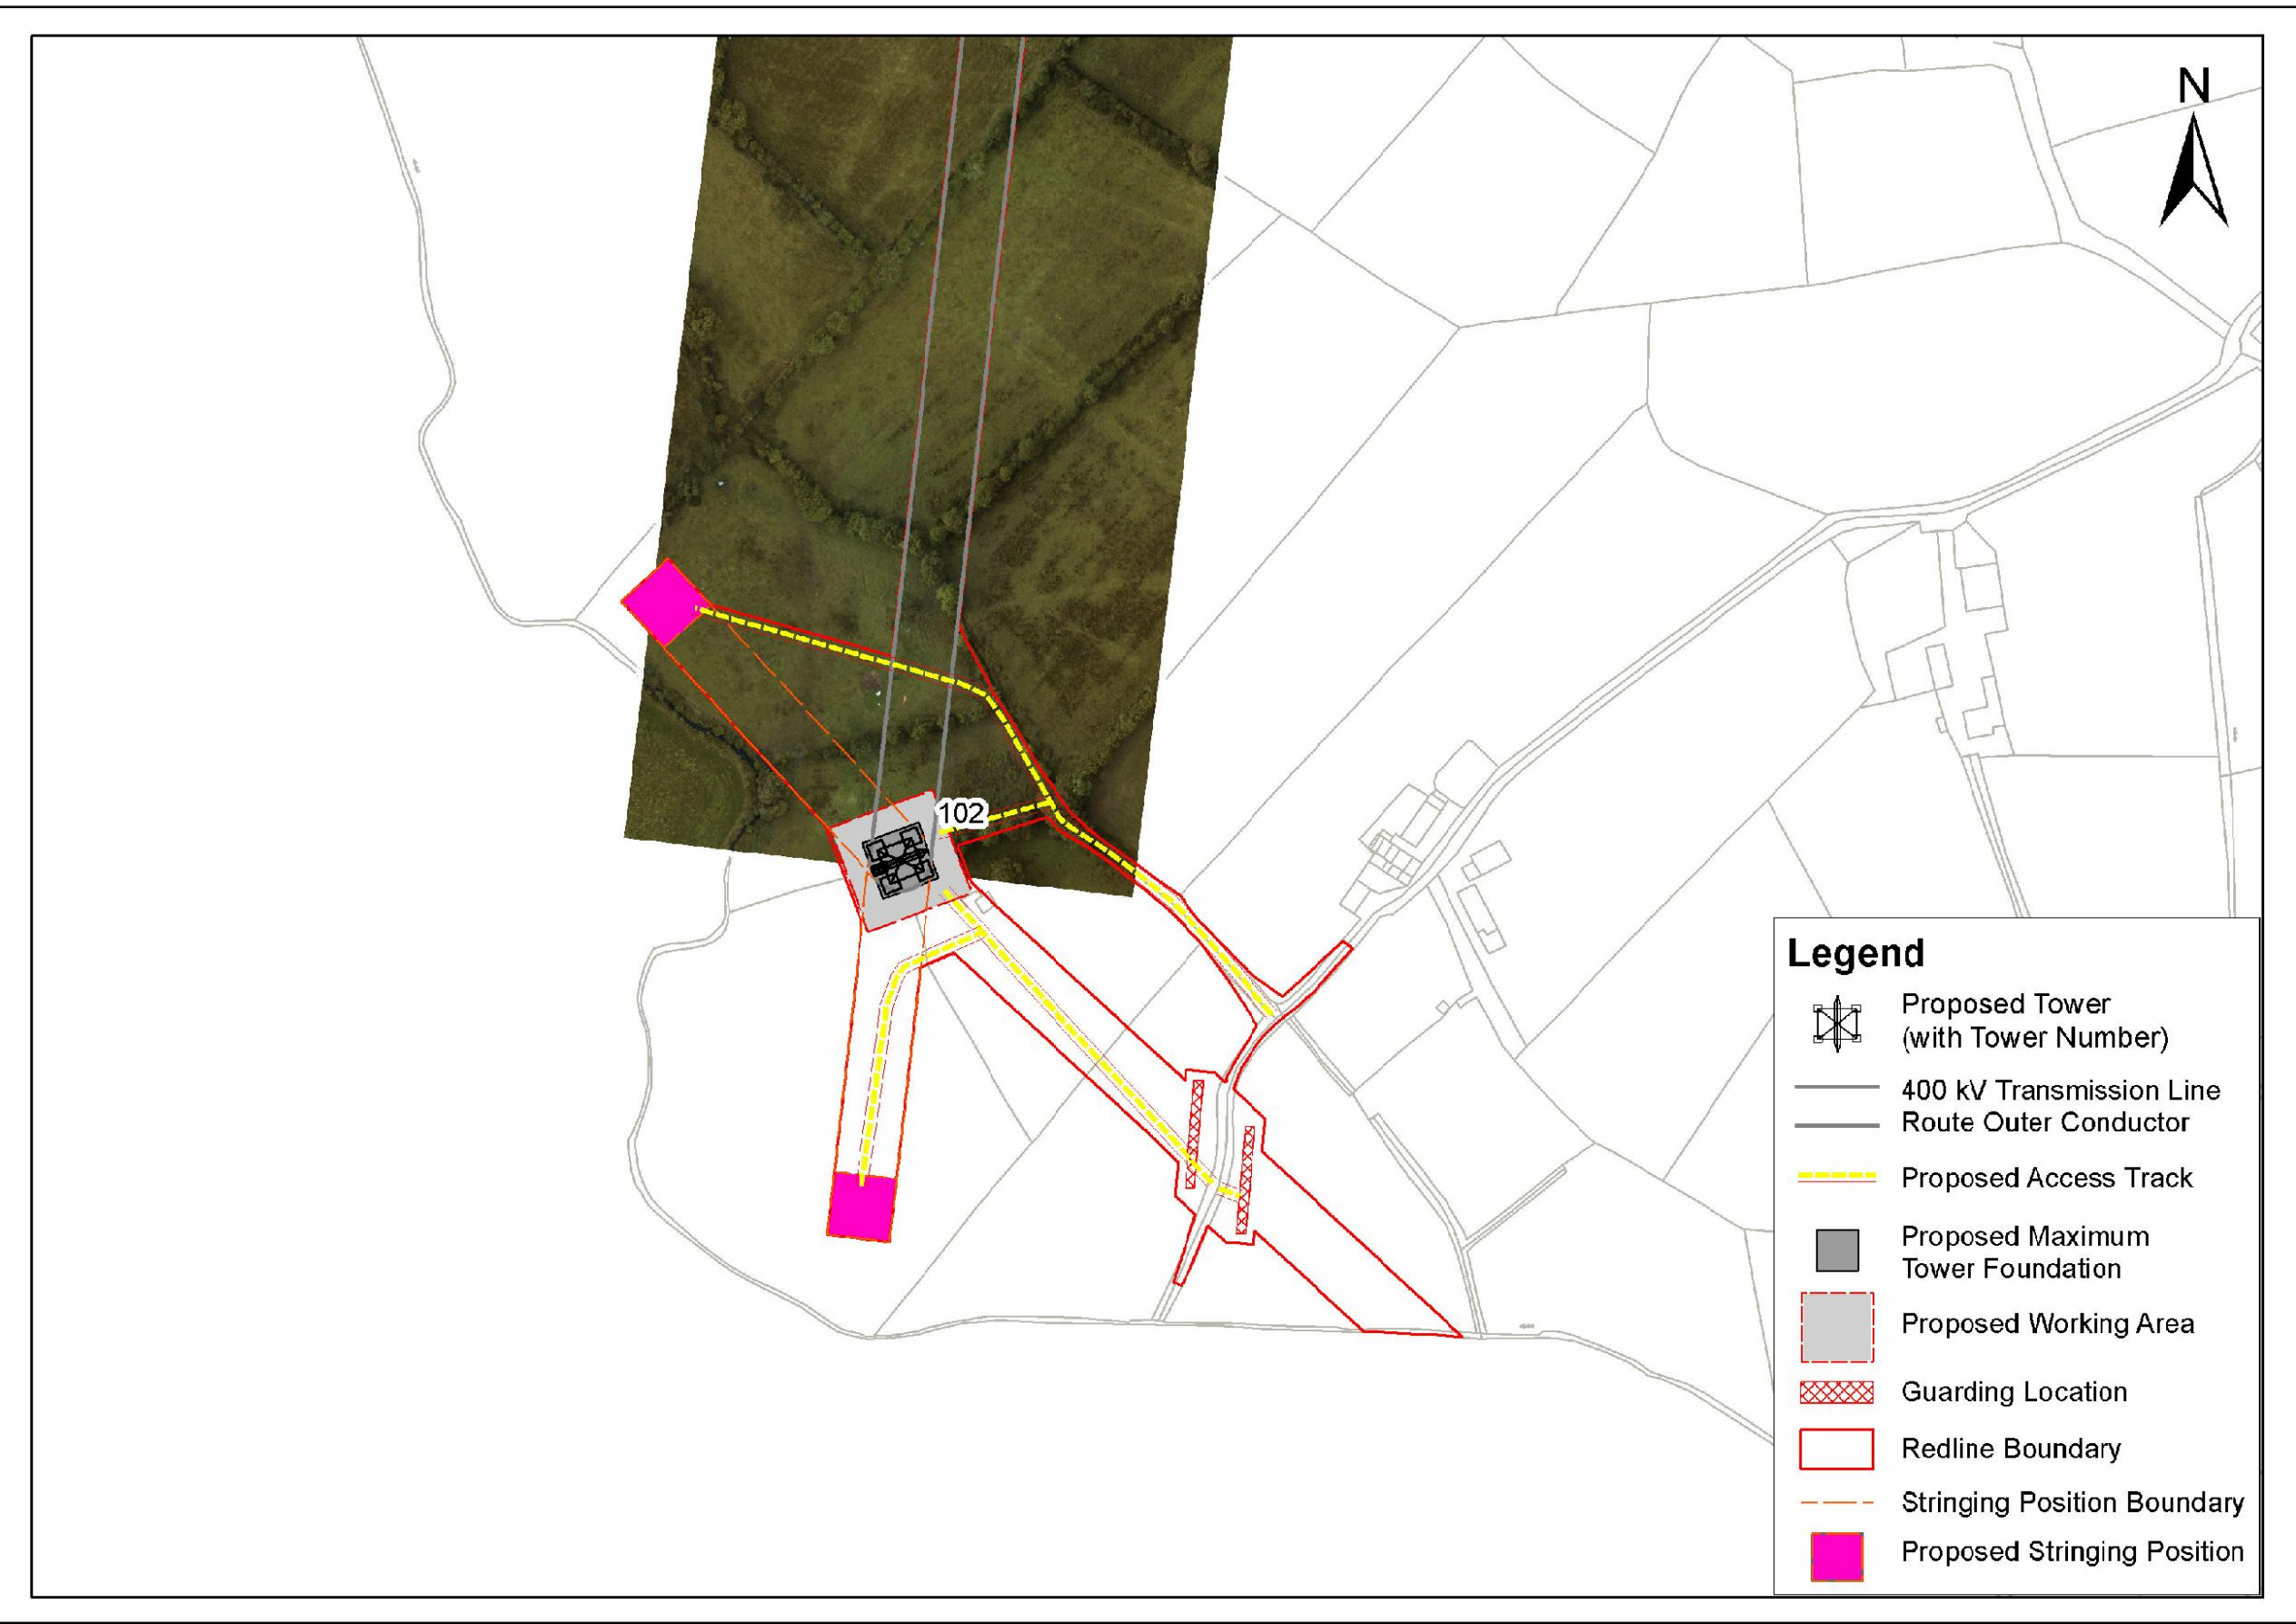 N
102
Legend
Proposed Tower
(with Tower Number)
400 kV Transmission Line
Route Outer Conductor
Proposed Access Track
Proposed Maximum
Tower Foundation
Proposed Working Area
Guarding Location
Redline Boundary
Stringing Position Boundary
Proposed Stringing Position